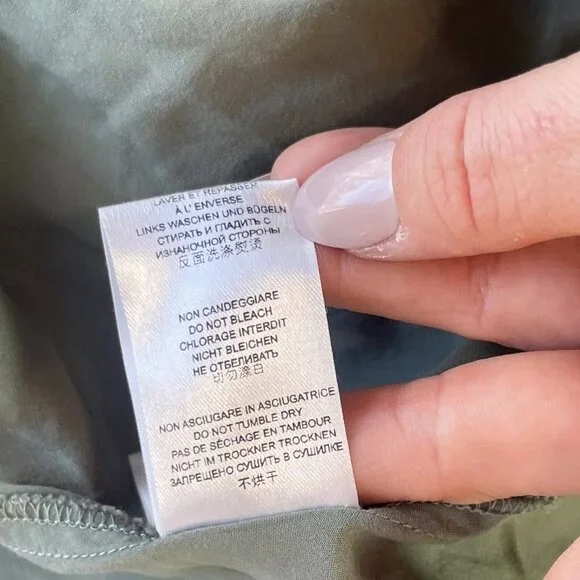 LAVER ET REPASSER
À L'ENVERSE
LINKS WASCHEN UND BÜGELN
СТИРАТЬ И ГЛАДИТЬ С
ИЗНАНОЧНОЙ СТОРОНЫ
反面洗涤熨烫
NON CANDEGGIARE
DO NOT BLEACH
CHLORAGE INTERDIT
NICHT BLEICHEN
НЕ ОТБЕЛИВАТЬ
切勿漂白
NON ASCIUGARE IN ASCIUGATRICE
DO NOT TUMBLE DRY
PAS DE SÉCHAGE EN TAMBOUR
NICHT IM TROCKNER TROCKNEN
ЗАПРЕЩЕНО СУШИТЬ В СУШИЛКЕ
不烘干